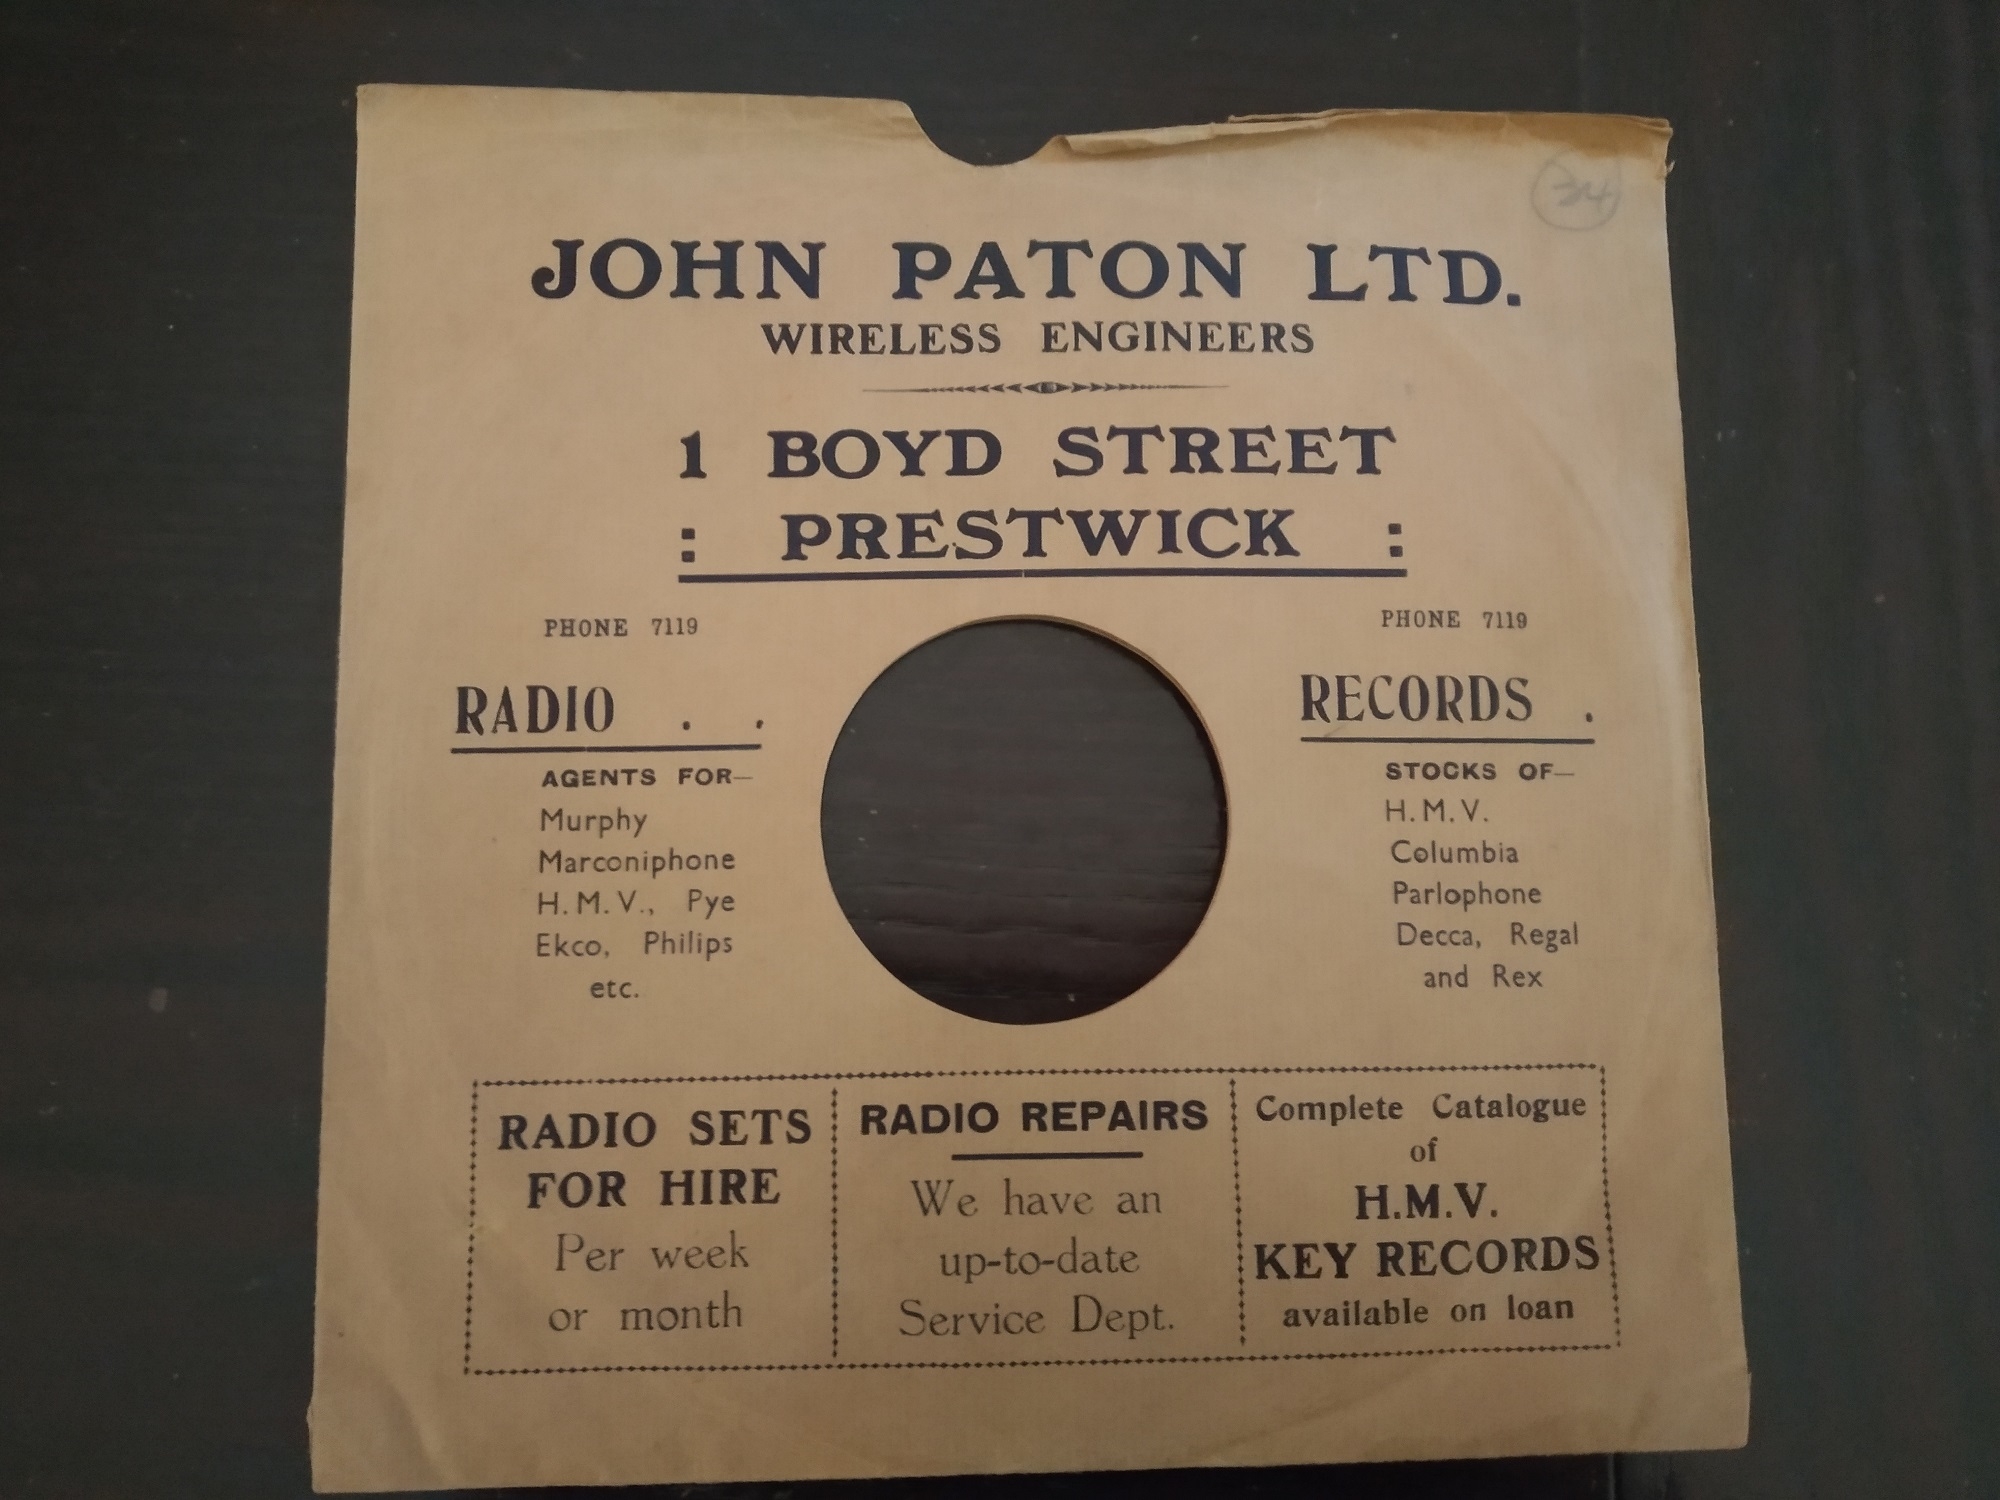 34
JOHN PATON LTD.
WIRELESS ENGINEERS
1 BOYD STREET
: PRESTWICK :
PHONE 7119
RADIO . .
AGENTS FOR—
Murphy
Marconiphone
H.M.V., Pye
Ekco, Philips
etc.
PHONE 7119
RECORDS .
STOCKS OF—
H.M.V.
Columbia
Parlophone
Decca, Regal
and Rex
RADIO SETS
FOR HIRE
Per week
or month
RADIO REPAIRS
We have an
up-to-date
Service Dept.
Complete Catalogue
of
H.M.V.
KEY RECORDS
available on loan